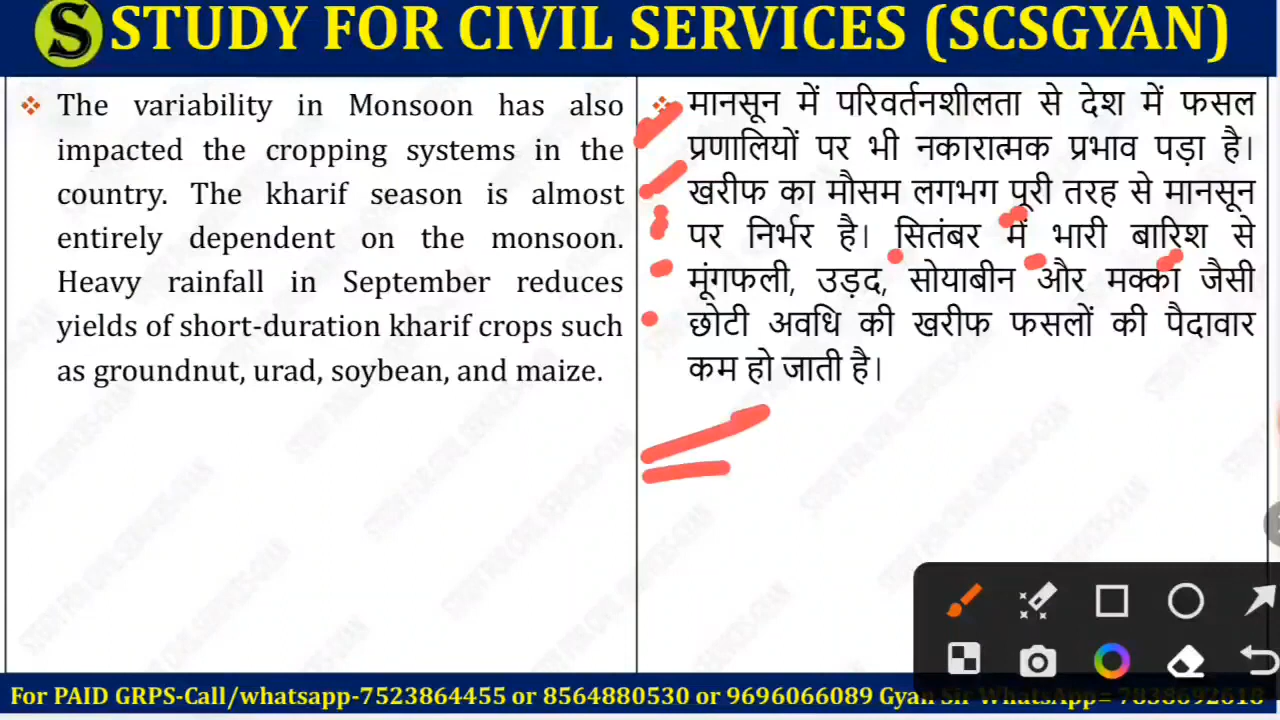 S STUDY FOR CIVIL SERVICES (SCSGYAN)
The variability in Monsoon has also
impacted the cropping systems in the
country. The kharif season is almost
entirely dependent on the monsoon.
Heavy rainfall in September reduces
yields of short-duration kharif crops such
as groundnut, urad, soybean, and maize.
मानसून में परिवर्तनशीलता से देश में फसल
प्रणालियों पर भी नकारात्मक प्रभाव पड़ा है।
खरीफ का मौसम लगभग पूरी तरह से मानसून
पर निर्भर है। सितंबर में भारी बारिश से
मूंगफली, उड़द, सोयाबीन और मक्का जैसी
छोटी अवधि की खरीफ फसलों की पैदावार
कम हो जाती है।
For PAID GRPS-Call/whatsapp-7523864455 or 8564880530 or 9696066089 Gyan Sir WhatsApp= 7838692618